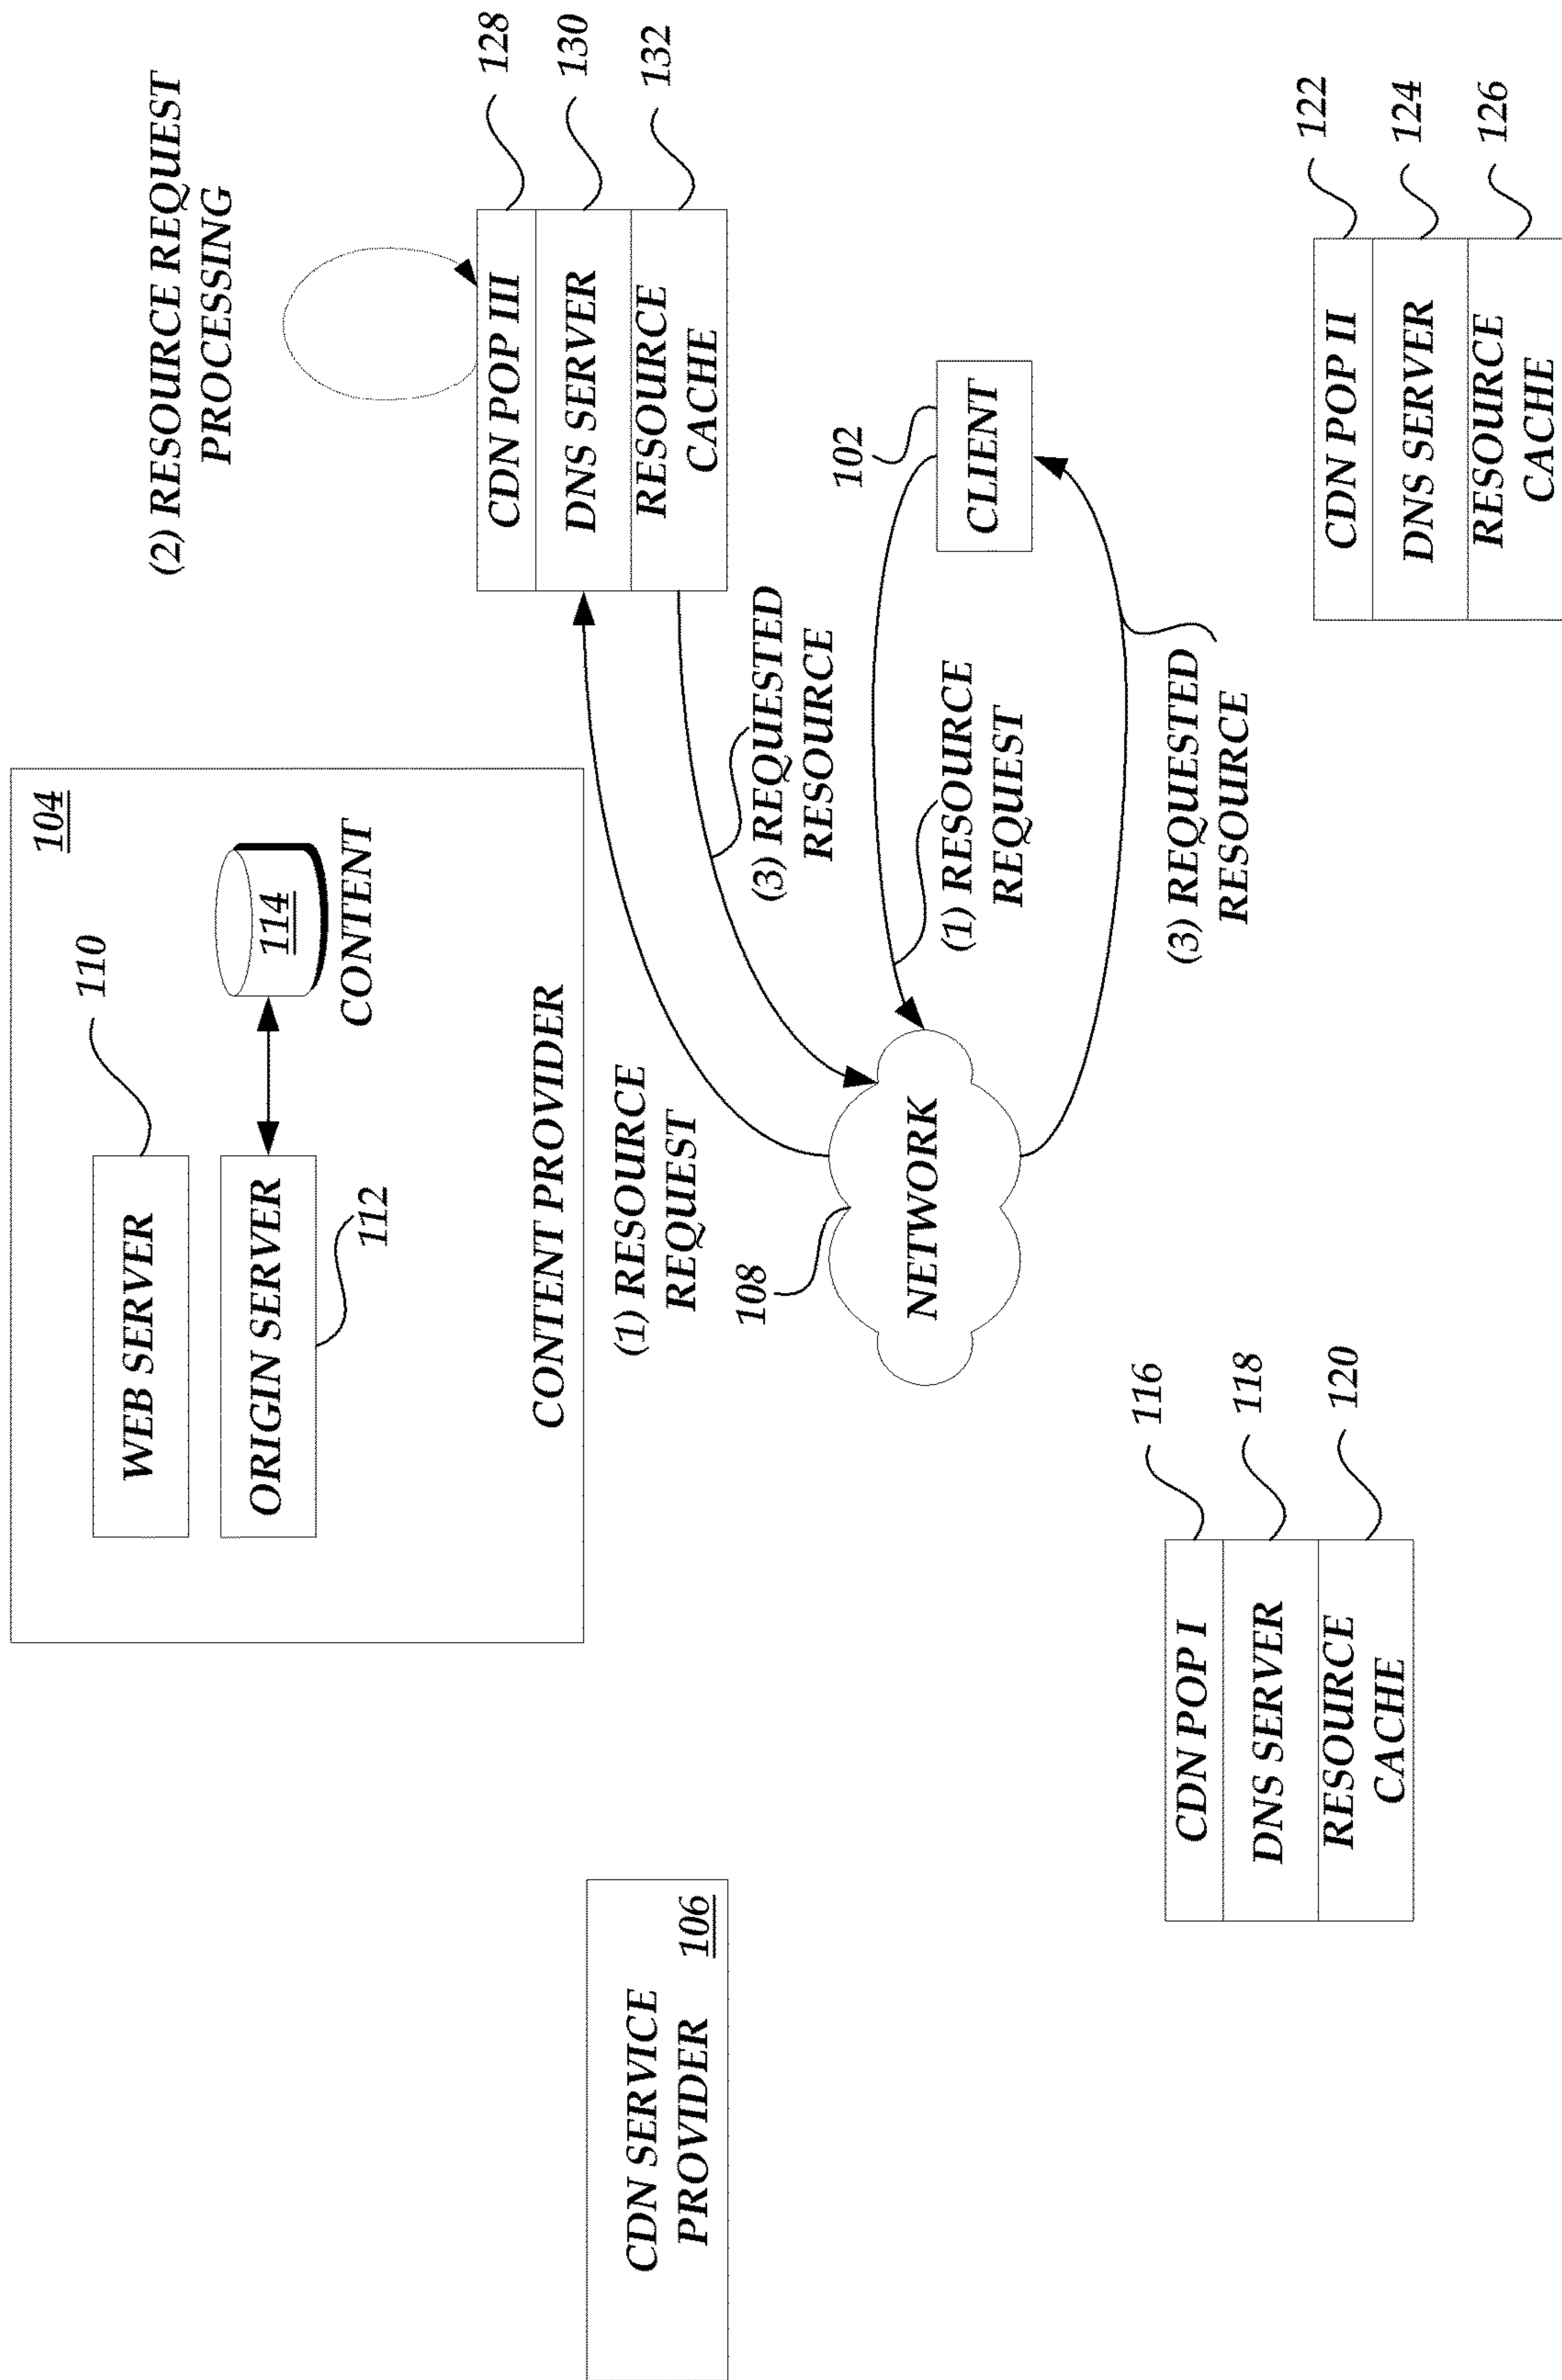 104
WEB SERVER
110
ORIGIN SERVER
114
112
CONTENT
CONTENT PROVIDER
CDN SERVICE
PROVIDER
106
(2) RESOURCE REQUEST
PROCESSING
CDN POP III
128
DNS SERVER
130
RESOURCE
CACHE
132
(1) RESOURCE
REQUEST
(3) REQUESTED
RESOURCE
108
NETWORK
102
CLIENT
(1) RESOURCE
REQUEST
(3) REQUESTED
RESOURCE
CDN POP I
116
DNS SERVER
118
RESOURCE
CACHE
120
CDN POP II
122
DNS SERVER
124
RESOURCE
CACHE
126